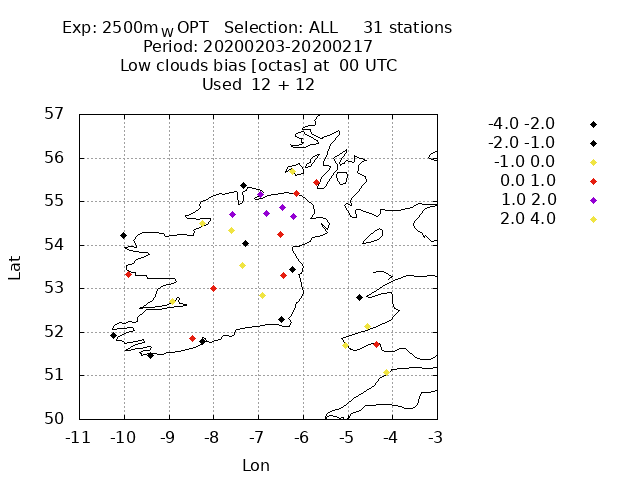 Exp: 2500m W OPT Selection: ALL 31 stations
Period: 20200203-20200217
Low clouds bias [octas] at 00 UTC
Used 12 + 12
-4.0 -2.0
-2.0 -1.0
-1.0 0.0
0.0 1.0
1.0 2.0
2.0 4.0
57
56
55
54
53
52
51
50
Lat
-11 -10 -9 -8 -7 -6 -5 -4 -3
Lon